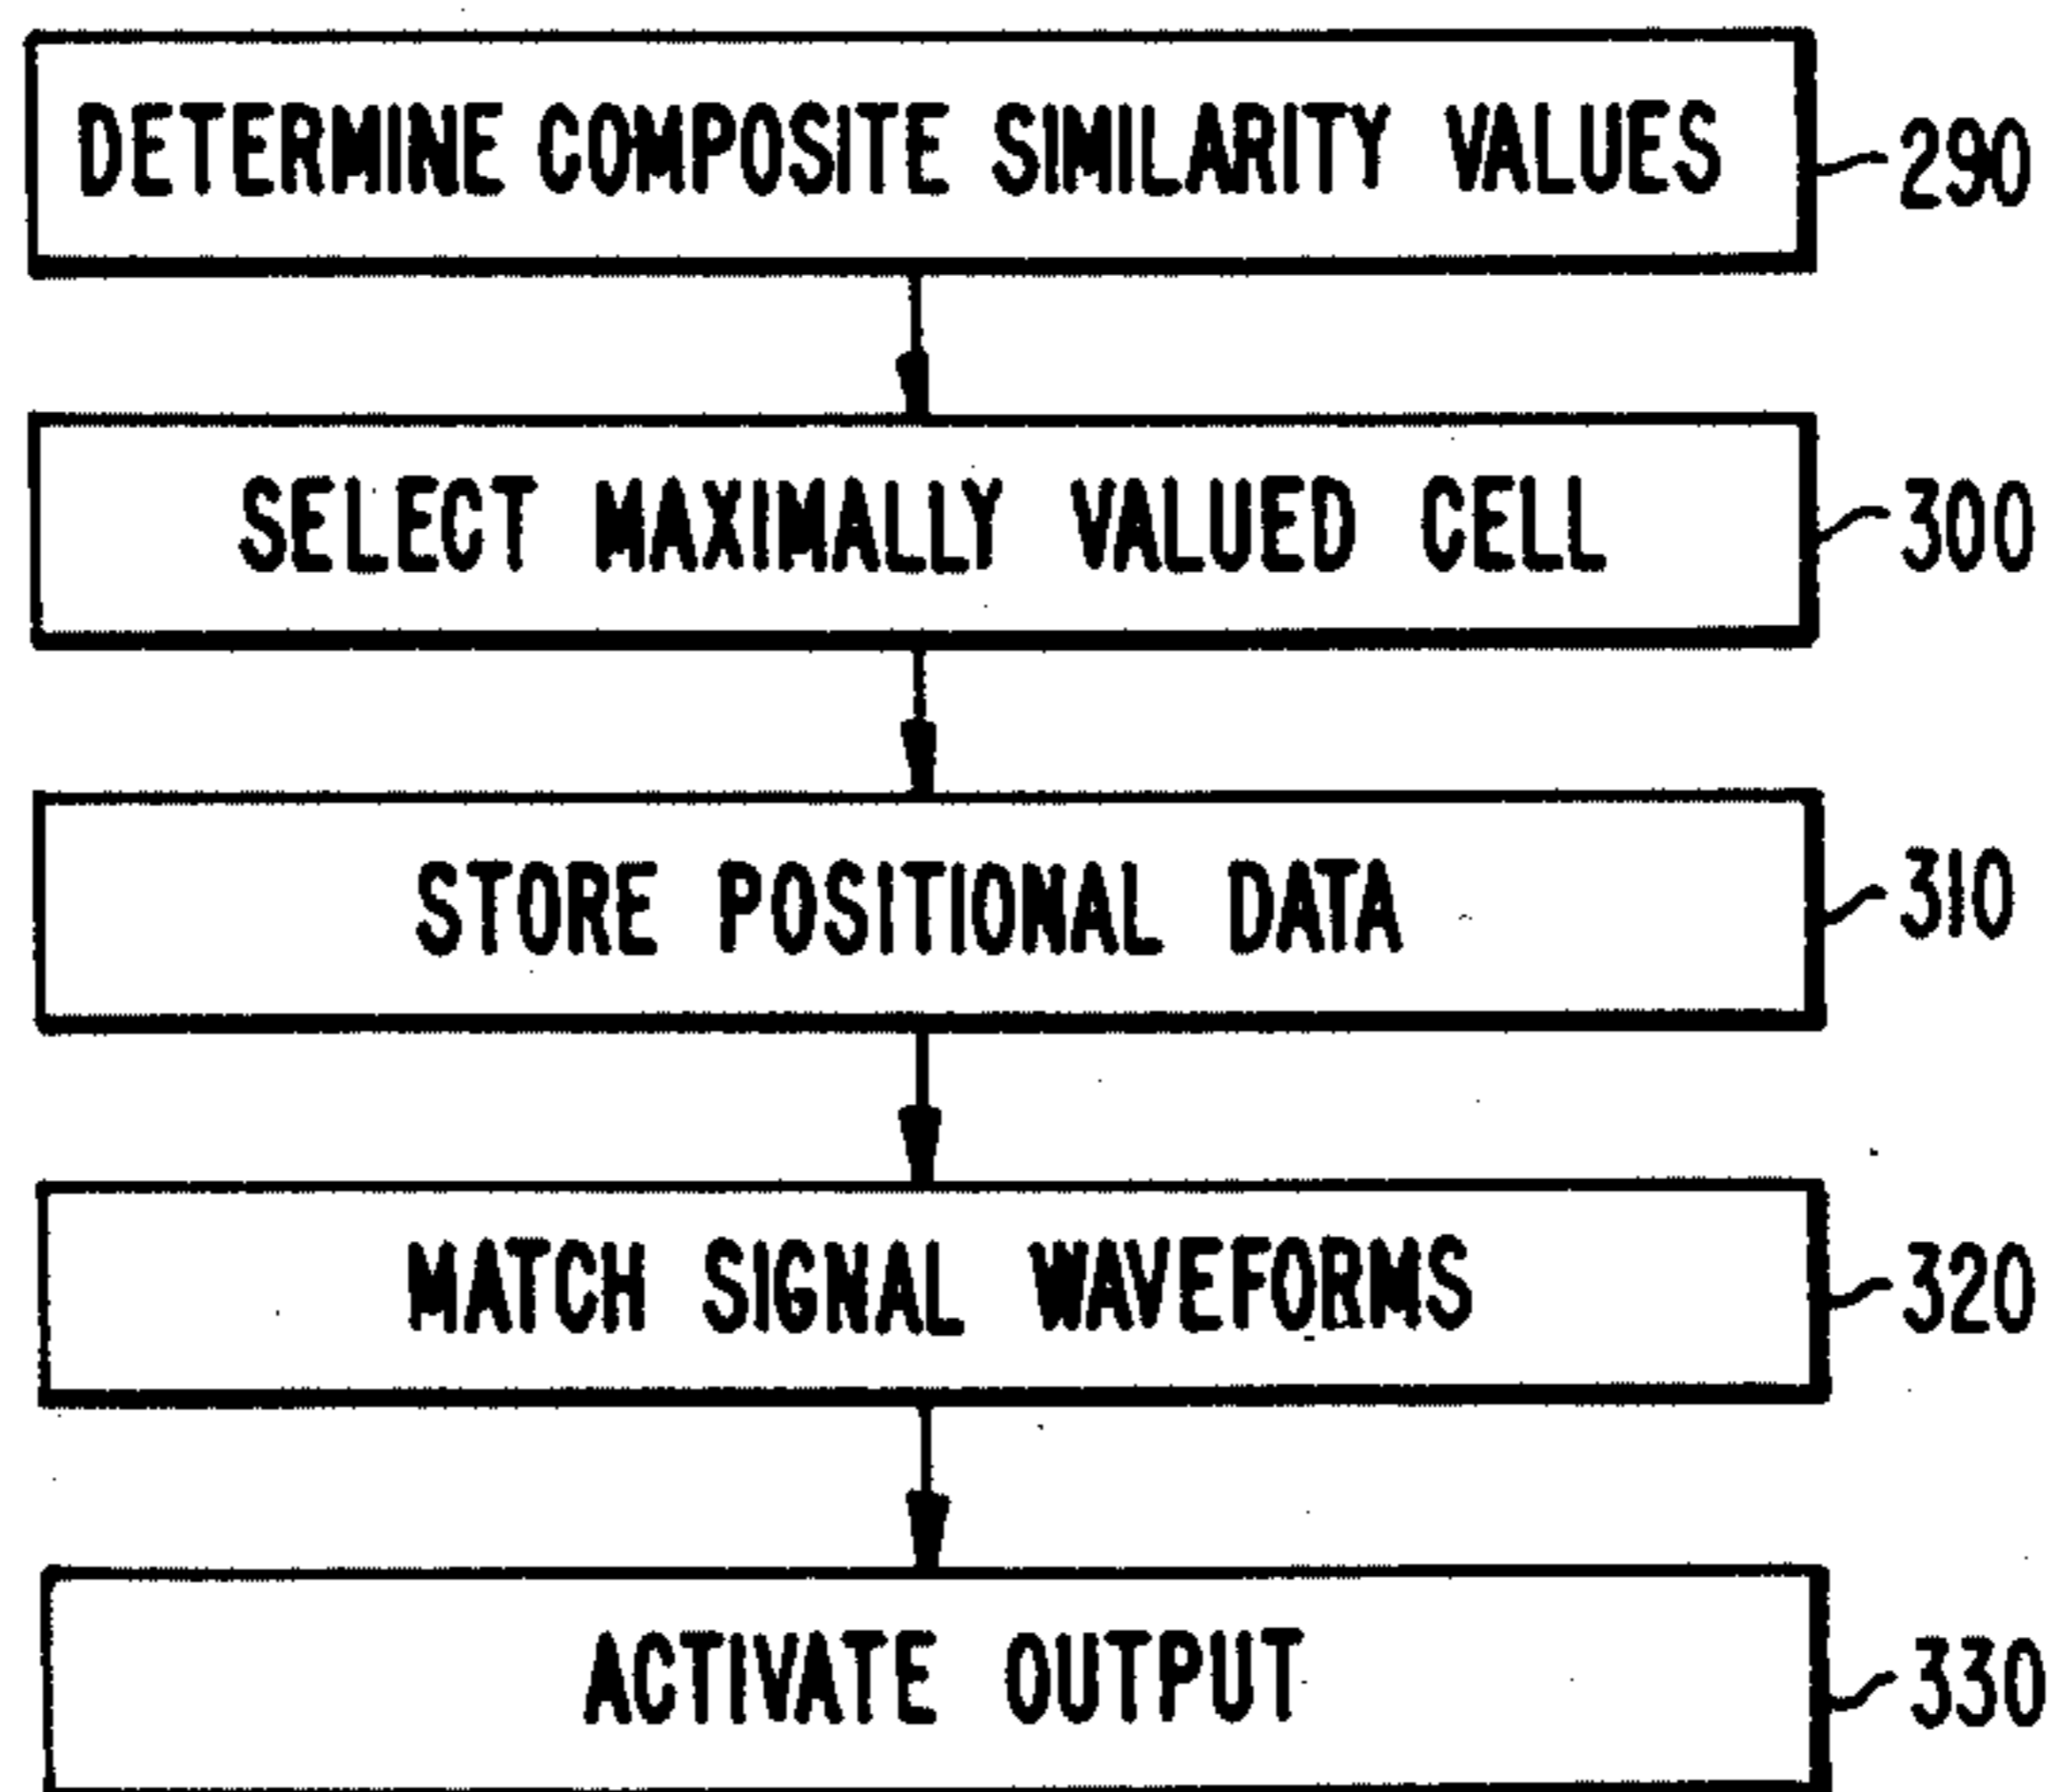 DETERMINE COMPOSITE SIMILARITY VALUES 290
SELECT MAXIMALLY VALUED CELL 300
STORE POSITIONAL DATA 310
MATCH SIGNAL WAVEFORMS 320
ACTIVATE OUTPUT 330